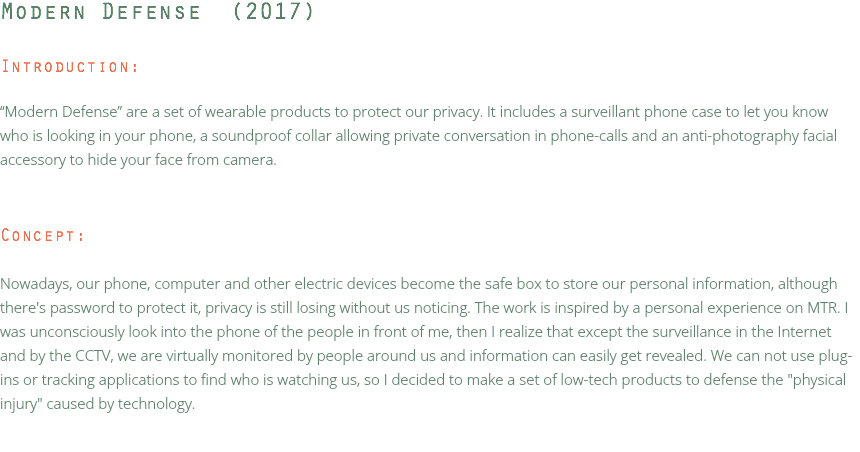 Modern Defense (2017)
Introduction:
“Modern Defense” are a set of wearable products to protect our privacy. It includes a surveillant phone case to let you know
who is looking in your phone, a soundproof collar allowing private conversation in phone-calls and an anti-photography facial
accessory to hide your face from camera.
Concept:
Nowadays, our phone, computer and other electric devices become the safe box to store our personal information, although
there's password to protect it, privacy is still losing without us noticing. The work is inspired by a personal experience on MTR. I
was unconsciously look into the phone of the people in front of me, then I realize that except the surveillance in the Internet
and by the CCTV, we are virtually monitored by people around us and information can easily get revealed. We can not use plug-
ins or tracking applications to find who is watching us, so I decided to make a set of low-tech products to defense the "physical
injury" caused by technology.